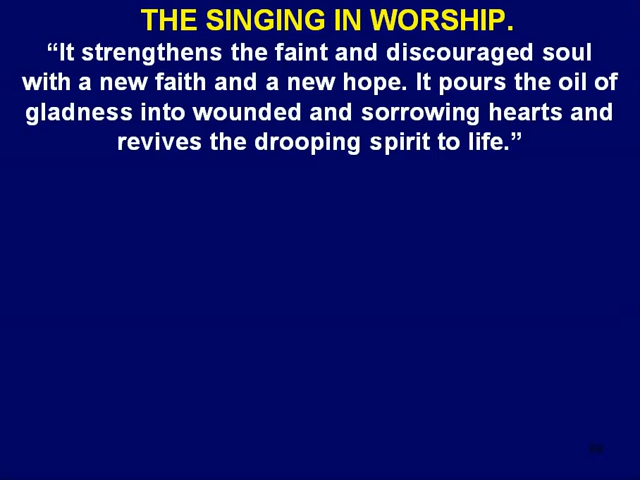 THE SINGING IN WORSHIP.
“It strengthens the faint and discouraged soul
with a new faith and a new hope. It pours the oil of
gladness into wounded and sorrowing hearts and
revives the drooping spirit to life.”